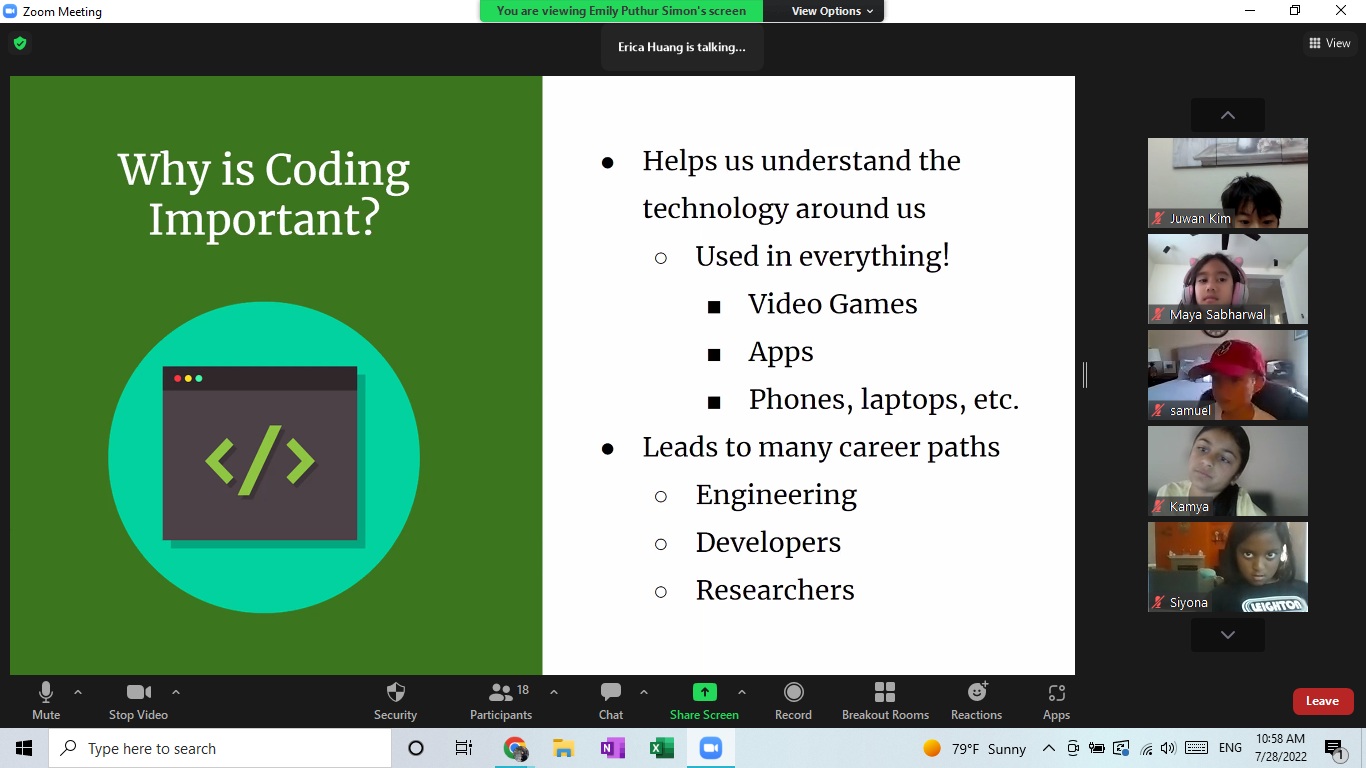 Zoom Meeting
You are viewing Emily Puthur Simon's screen
View Options
Erica Huang is talking...
View
Why is Coding
Important?
</>
● Helps us understand the
technology around us
○ Used in everything!
■ Video Games
■ Apps
■ Phones, laptops, etc.
● Leads to many career paths
○ Engineering
○ Developers
○ Researchers
Juwan Kim
Maya Sabharwal
samuel
Kamya
LEIGHTON
Siyona
Mute
Stop Video
Security
Participants
18
Chat
Share Screen
Record
Breakout Rooms
Reactions
Apps
Leave
Type here to search
79°F Sunny
ENG
10:58 AM
7/28/2022
1